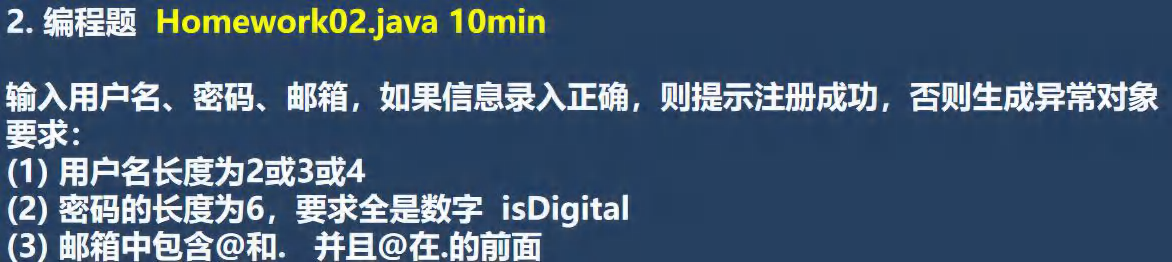 2. 编程题 Homework02.java 10min
输入用户名、密码、邮箱，如果信息录入正确，则提示注册成功，否则生成异常对象
要求：
(1) 用户名长度为2或3或4
(2) 密码的长度为6，要求全是数字 isDigital
(3) 邮箱中包含@和. 并且@在.的前面